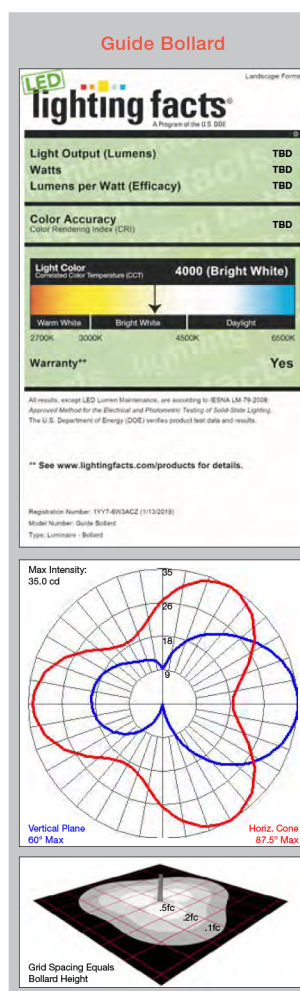 Guide Bollard
LED
Landscape Forms
lighting facts®
A Program of the U.S. DOE
Light Output (Lumens) TBD
Watts TBD
Lumens per Watt (Efficacy) TBD
Color Accuracy TBD
Color Rendering Index (CRI)
Light Color
Correlated Color Temperature (CCT) 4000 (Bright White)
Warm White Bright White Daylight
2700K 3000K 4500K 6500K
Warranty** Yes
All results, except LED Lumen Maintenance, are according to IESNA LM-79-2008:
Approved Method for the Electrical and Photometric Testing of Solid-State Lighting.
The U.S. Department of Energy (DOE) verifies product test data and results.
** See www.lightingfacts.com/products for details.
Registration Number: 1YY7-6W3ACZ (1/13/2019)
Model Number: Guide Bollard
Type: Luminaire - Bollard
Max Intensity:
35.0 cd
35
26
18
9
Vertical Plane
60° Max
Horiz. Cone
87.5° Max
.5fc
.2fc
.1fc
Grid Spacing Equals
Bollard Height